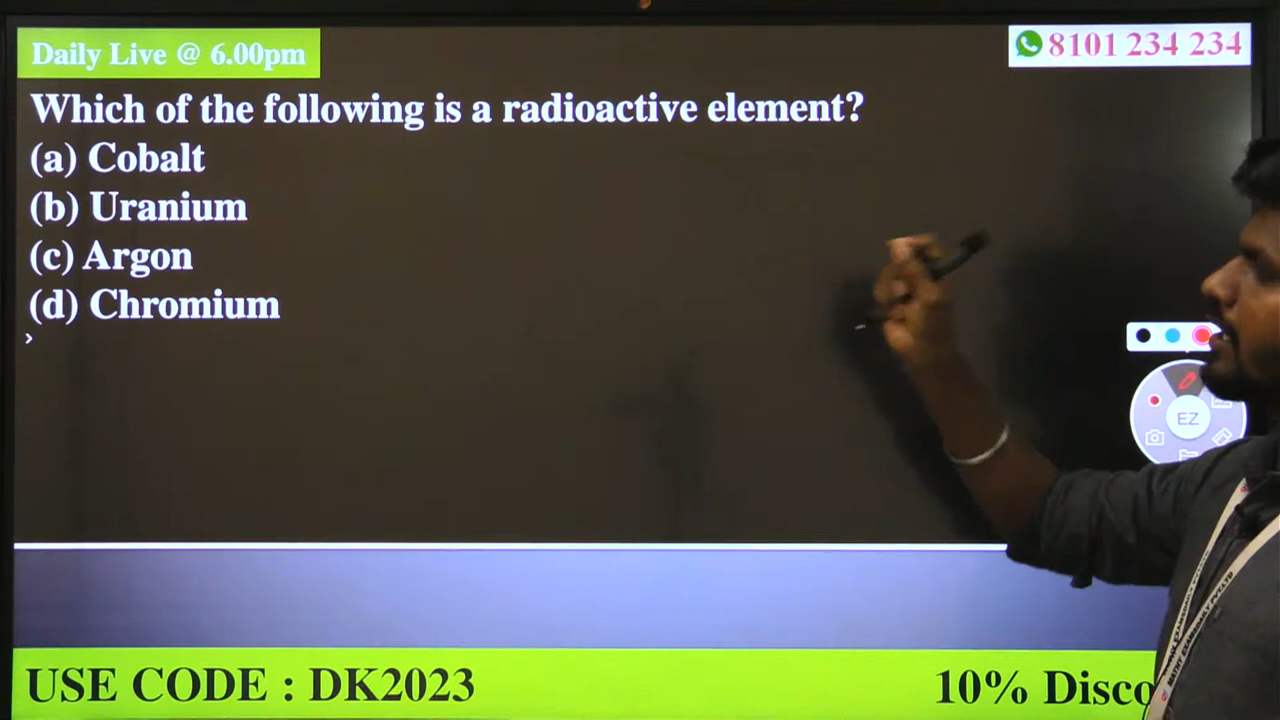 Daily Live @ 6.00pm
8101 234 234
Which of the following is a radioactive element?
(a) Cobalt
(b) Uranium
(c) Argon
(d) Chromium
EZ
USE CODE : DK2023
10% Disco